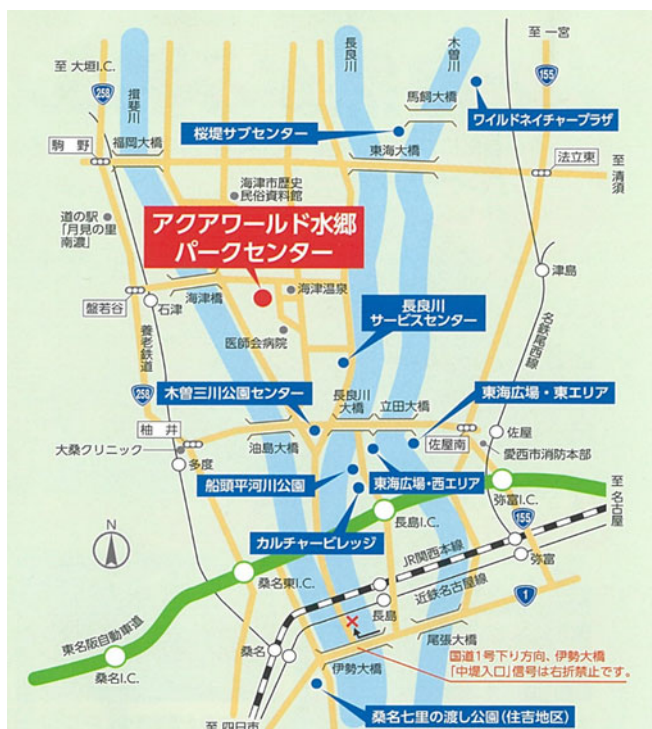 至 一宮
155
至 大垣I.C.
258
揖斐川
長良川
木曽川
馬飼大橋
ワイルドネイチャープラザ
桜堤サブセンター
駒野
福岡大橋
東海大橋
法立東
至 清須
海津市歴史
民俗資料館
道の駅
「月見の里
南濃」
アクアワールド水郷
パークセンター
津島
海津温泉
海津橋
盤若谷
石津
長良川
サービスセンター
名鉄尾西線
医師会病院
養老鉄道
258
木曽三川公園センター
長良川
大橋
立田大橋
東海広場・東エリア
柚井
油島大橋
佐屋南
佐屋
大桑クリニック
愛西市消防本部
多度
船頭平河川公園
東海広場・西エリア
至 名古屋
弥富I.C.
155
カルチャービレッジ
長島I.C.
N
JR関西本線
弥富
桑名東I.C.
近鉄名古屋線
1
長島
東名阪自動車道
桑名
尾張大橋
伊勢大橋
国道1号下り方向、伊勢大橋
「中堤入口」信号は右折禁止です。
桑名I.C.
桑名七里の渡し公園(住吉地区)
至 四日市